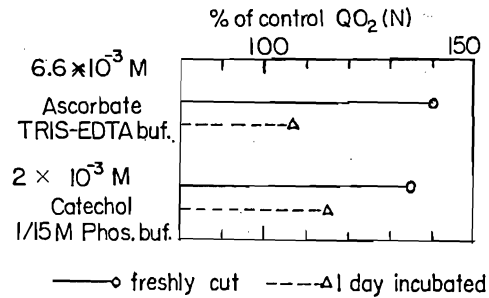 % of control QO₂(N)
100 150
6.6×10⁻³ M
Ascorbate
TRIS-EDTA buf.
2 × 10⁻³ M
Catechol
1/15 M Phos. buf.
freshly cut 1 day incubated